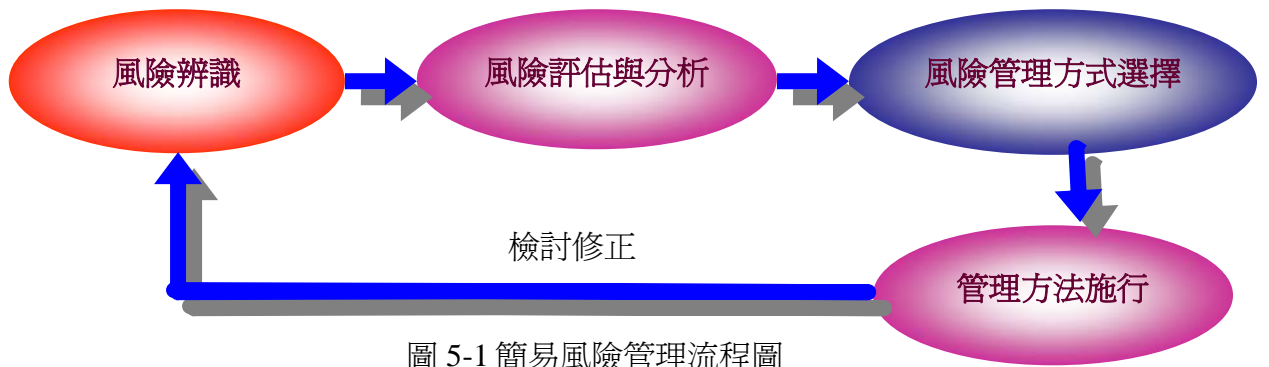 風險辨識
風險評估與分析
風險管理方式選擇
檢討修正
管理方法施行
圖 5-1 簡易風險管理流程圖